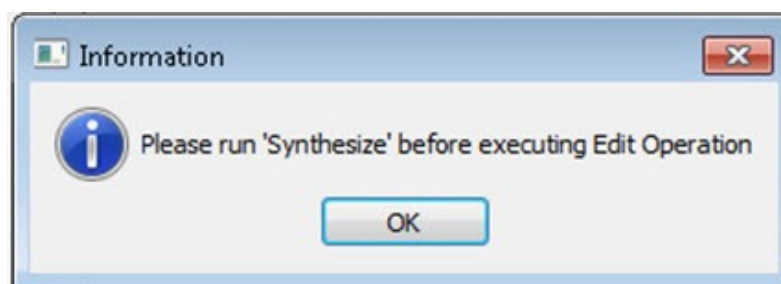 Information
Please run 'Synthesize' before executing Edit Operation
OK